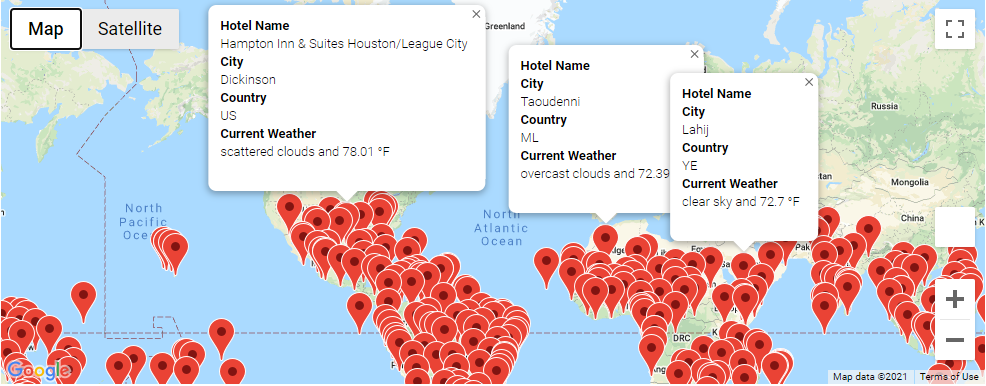 Map
Satellite
Hotel Name
Hampton Inn & Suites Houston/League City
City
Dickinson
Country
US
Current Weather
scattered clouds and 78.01 °F
Hotel Name
City
Taoudenni
Country
ML
Current Weather
overcast clouds and 72.39
Hotel Name
City
Lahij
Country
YE
Current Weather
clear sky and 72.7 °F
Greenland
Russia
Mongolia
China
North
Pacific
Ocean
North
Atlantic
Ocean
DRC
Google
Map data ©2021
Terms of Use